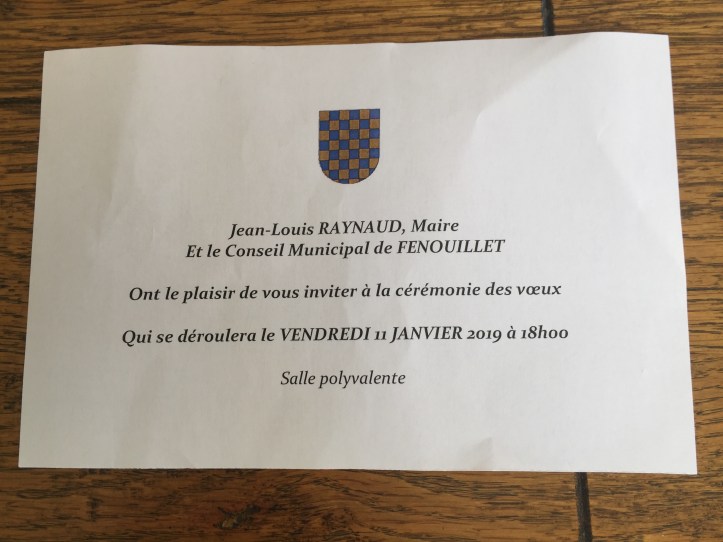 Jean-Louis RAYNAUD, Maire
Et le Conseil Municipal de FENOUILLET
Ont le plaisir de vous inviter à la cérémonie des vœux
Qui se déroulera le VENDREDI 11 JANVIER 2019 à 18h00
Salle polyvalente